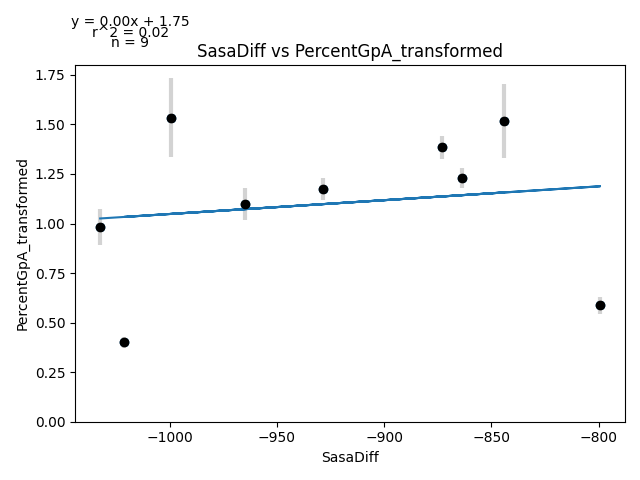 y = 0.00x + 1.75
r^2 = 0.02
n = 9
SasaDiff vs PercentGpA_transformed
1.75
1.50
1.25
1.00
0.75
0.50
0.25
0.00
PercentGpA_transformed
−1000
−950
−900
−850
−800
SasaDiff